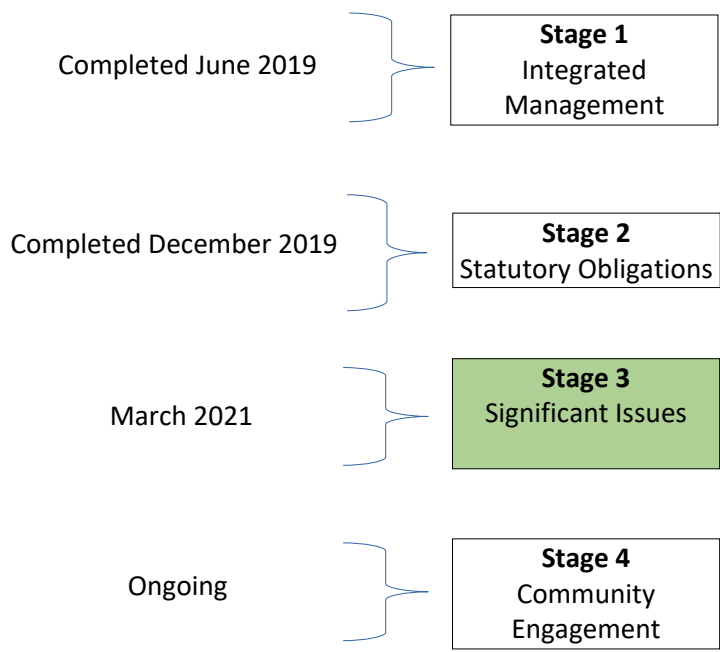 Completed June 2019
Stage 1
Integrated
Management
Completed December 2019
Stage 2
Statutory Obligations
March 2021
Stage 3
Significant Issues
Ongoing
Stage 4
Community
Engagement